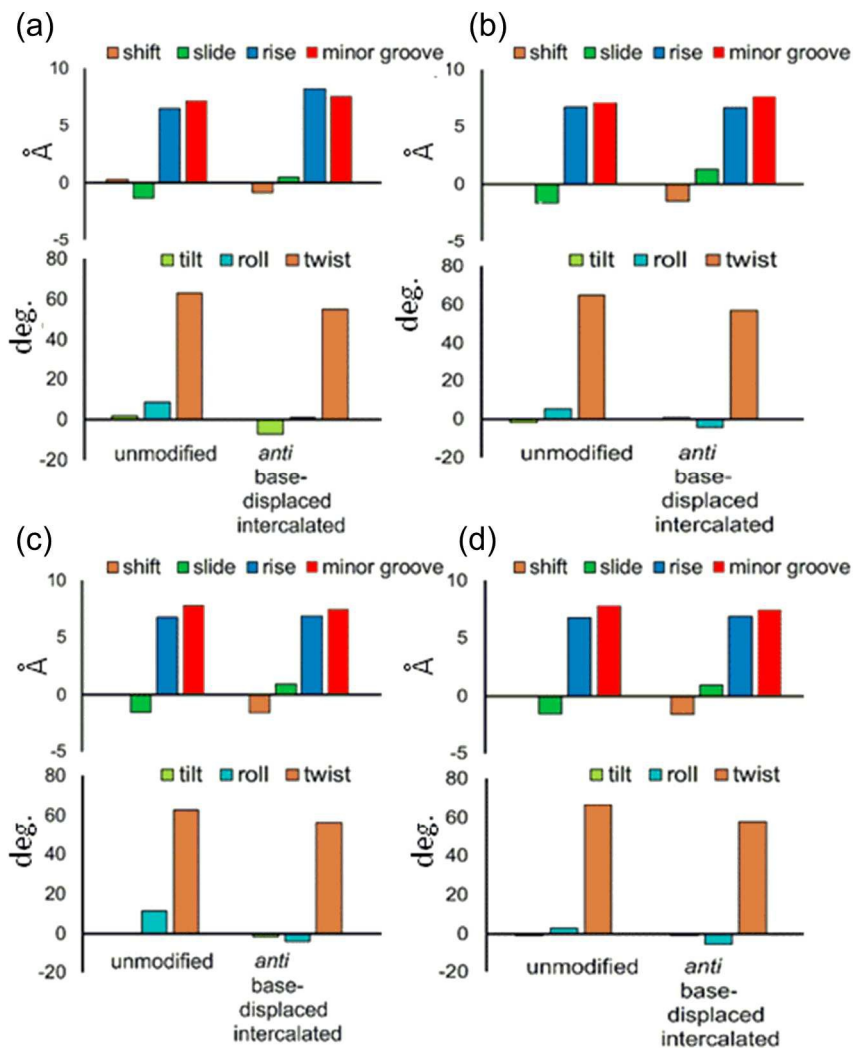 (a)
shift slide rise minor groove
10
5
0
-5
Å
tilt roll twist
80
60
40
20
0
-20
deg.
unmodified anti
base-
displaced
intercalated
(b)
shift slide rise minor groove
10
5
0
-5
Å
tilt roll twist
80
60
40
20
0
-20
deg.
unmodified anti
base-
displaced
intercalated
(c)
shift slide rise minor groove
10
5
0
-5
Å
tilt roll twist
80
60
40
20
0
-20
deg.
unmodified anti
base-
displaced
intercalated
(d)
shift slide rise minor groove
10
5
0
-5
Å
tilt roll twist
80
60
40
20
0
-20
deg.
unmodified anti
base-
displaced
intercalated